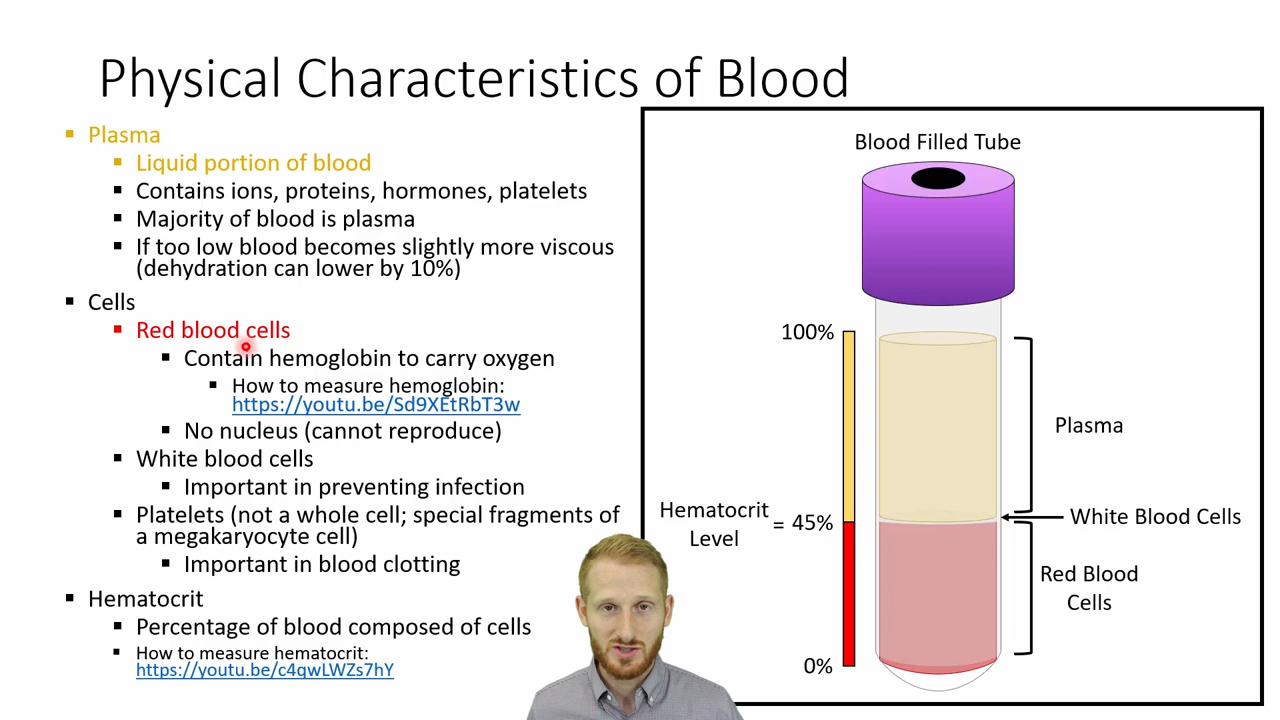 Physical Characteristics of Blood
Plasma
Liquid portion of blood
Contains ions, proteins, hormones, platelets
Majority of blood is plasma
If too low blood becomes slightly more viscous
(dehydration can lower by 10%)
Cells
Red blood cells
Contain hemoglobin to carry oxygen
How to measure hemoglobin:
https://youtu.be/Sd9XEtRbT3w
No nucleus (cannot reproduce)
White blood cells
Important in preventing infection
Platelets (not a whole cell; special fragments of
a megakaryocyte cell)
Important in blood clotting
Hematocrit
Percentage of blood composed of cells
How to measure hematocrit:
https://youtu.be/c4qwLWZs7hY
Blood Filled Tube
100%
Plasma
Hematocrit
Level
= 45%
White Blood Cells
Red Blood
Cells
0%